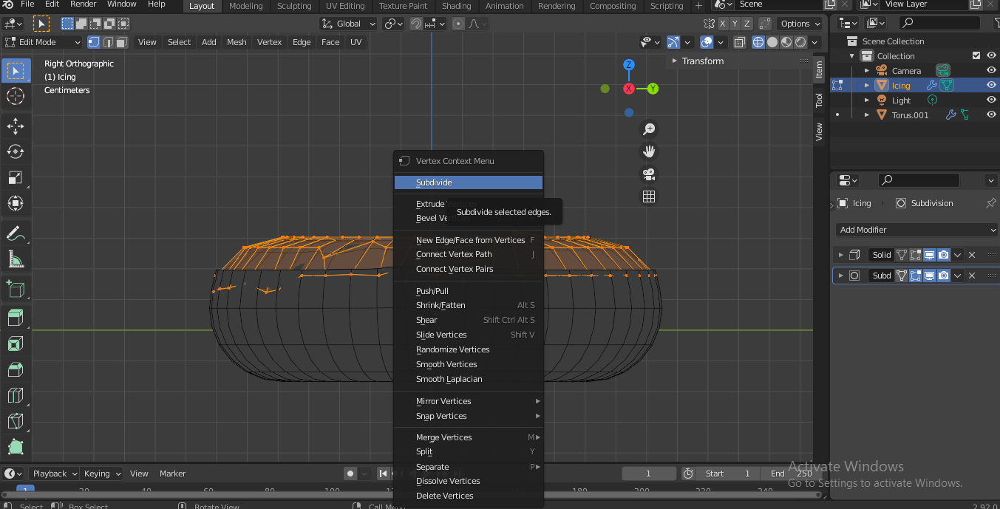 File Edit Render Window Help Layout Modeling Sculpting UV Editing Texture Paint Shading Animation Rendering Compositing Scripting + Scene View Layer
Global X Y Z Options
Edit Mode View Select Add Mesh Vertex Edge Face UV
Right Orthographic
(1) Icing
Centimeters
Z
X
Y
Transform
Item
Tool
View
Vertex Context Menu
Subdivide
Extrude Vertices
Bevel Vertices
Subdivide selected edges.
New Edge/Face from Vertices F
Connect Vertex Path J
Connect Vertex Pairs
Push/Pull
Shrink/Fatten Alt S
Shear Shift Ctrl Alt S
Slide Vertices Shift V
Randomize Vertices
Smooth Vertices
Smooth Laplacian
Mirror Vertices
Snap Vertices
Merge Vertices M
Split Y
Separate P
Dissolve Vertices
Delete Vertices
Scene Collection
Collection
Camera
Icing
Light
Torus.001
Icing Subdivision
Add Modifier
Solid
Subd
Playback Keying View Marker 1 Start 1 End 250
1 20 40 60 80 100 180 200 220 240
Activate Windows
Go to Settings to activate Windows.
Select Box Select Rotate View Call Menu 2.92.0